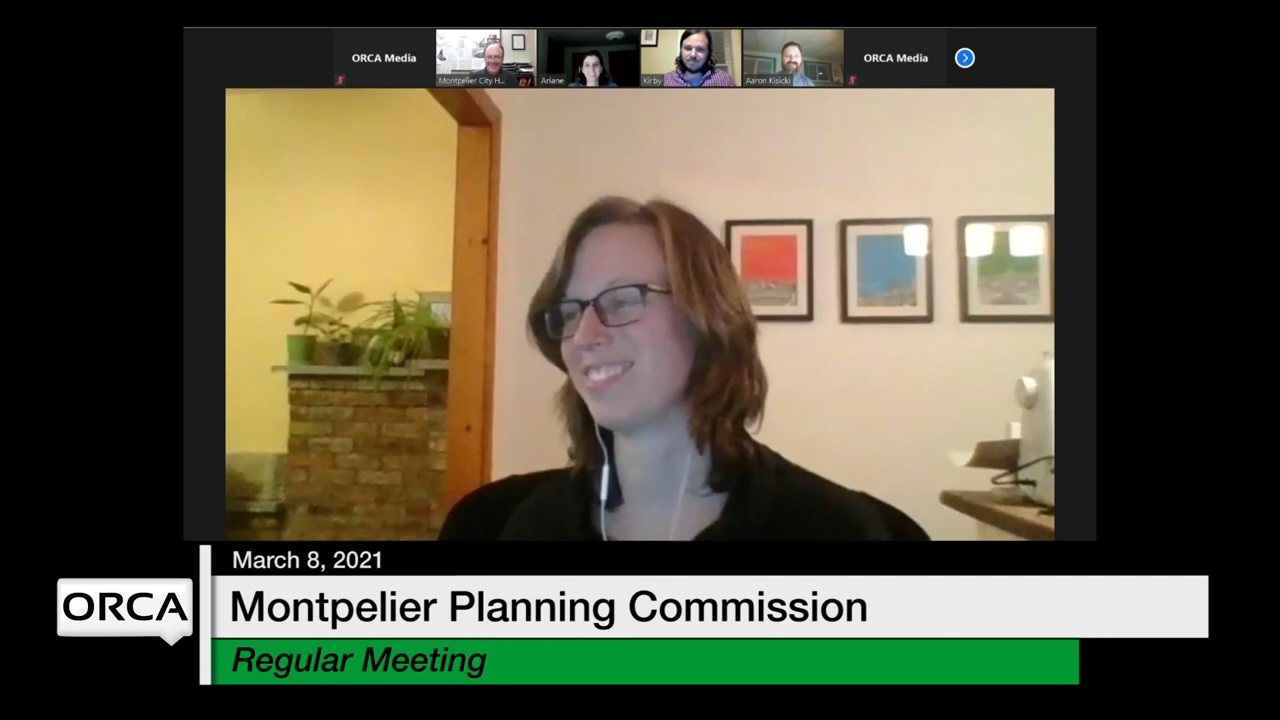 ORCA Media
Montpelier City H...
Ariane
Kirby
Aaron Kisicki
ORCA Media
March 8, 2021
ORCA
Montpelier Planning Commission
Regular Meeting